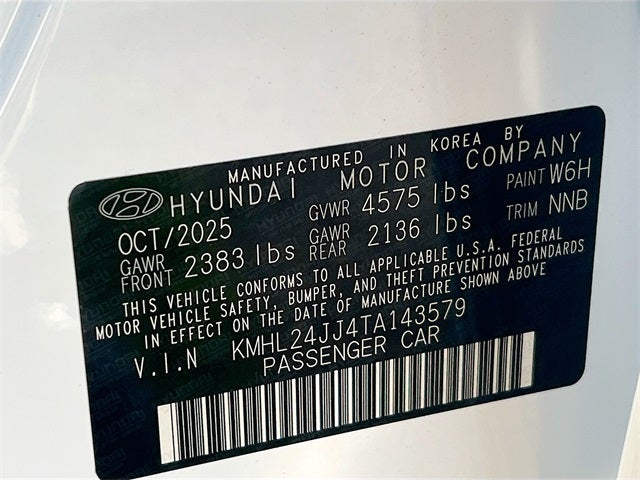 MANUFACTURED IN KOREA BY
HYUNDAI MOTOR COMPANY
OCT/2025 GVWR 4575 lbs PAINT W6H
GAWR FRONT 2383 lbs GAWR REAR 2136 lbs TRIM NNB
THIS VEHICLE CONFORMS TO ALL APPLICABLE U.S.A. FEDERAL
MOTOR VEHICLE SAFETY, BUMPER, AND THEFT PREVENTION STANDARDS
IN EFFECT ON THE DATE OF MANUFACTURE SHOWN ABOVE
V.I.N KMHL24JJ4TA143579
PASSENGER CAR